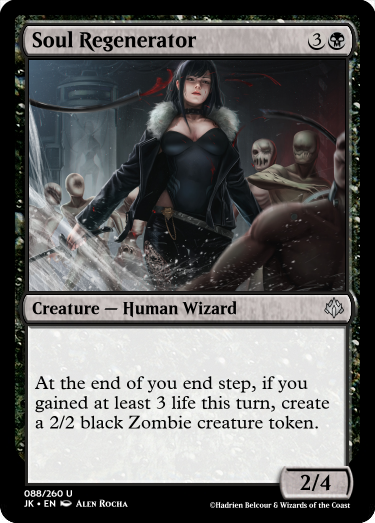 Soul Regenerator 3
Creature — Human Wizard
At the end of you end step, if you
gained at least 3 life this turn, create
a 2/2 black Zombie creature token.
2/4
088/260 U
JK • EN ALEN ROCHA
©Hadrien Belcour & Wizards of the Coast